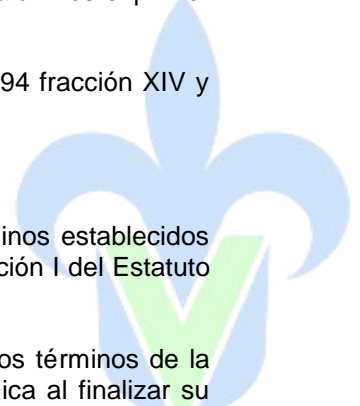 94 fracción XIV y
inos establecidos
ción I del Estatuto
os términos de la
ica al finalizar su